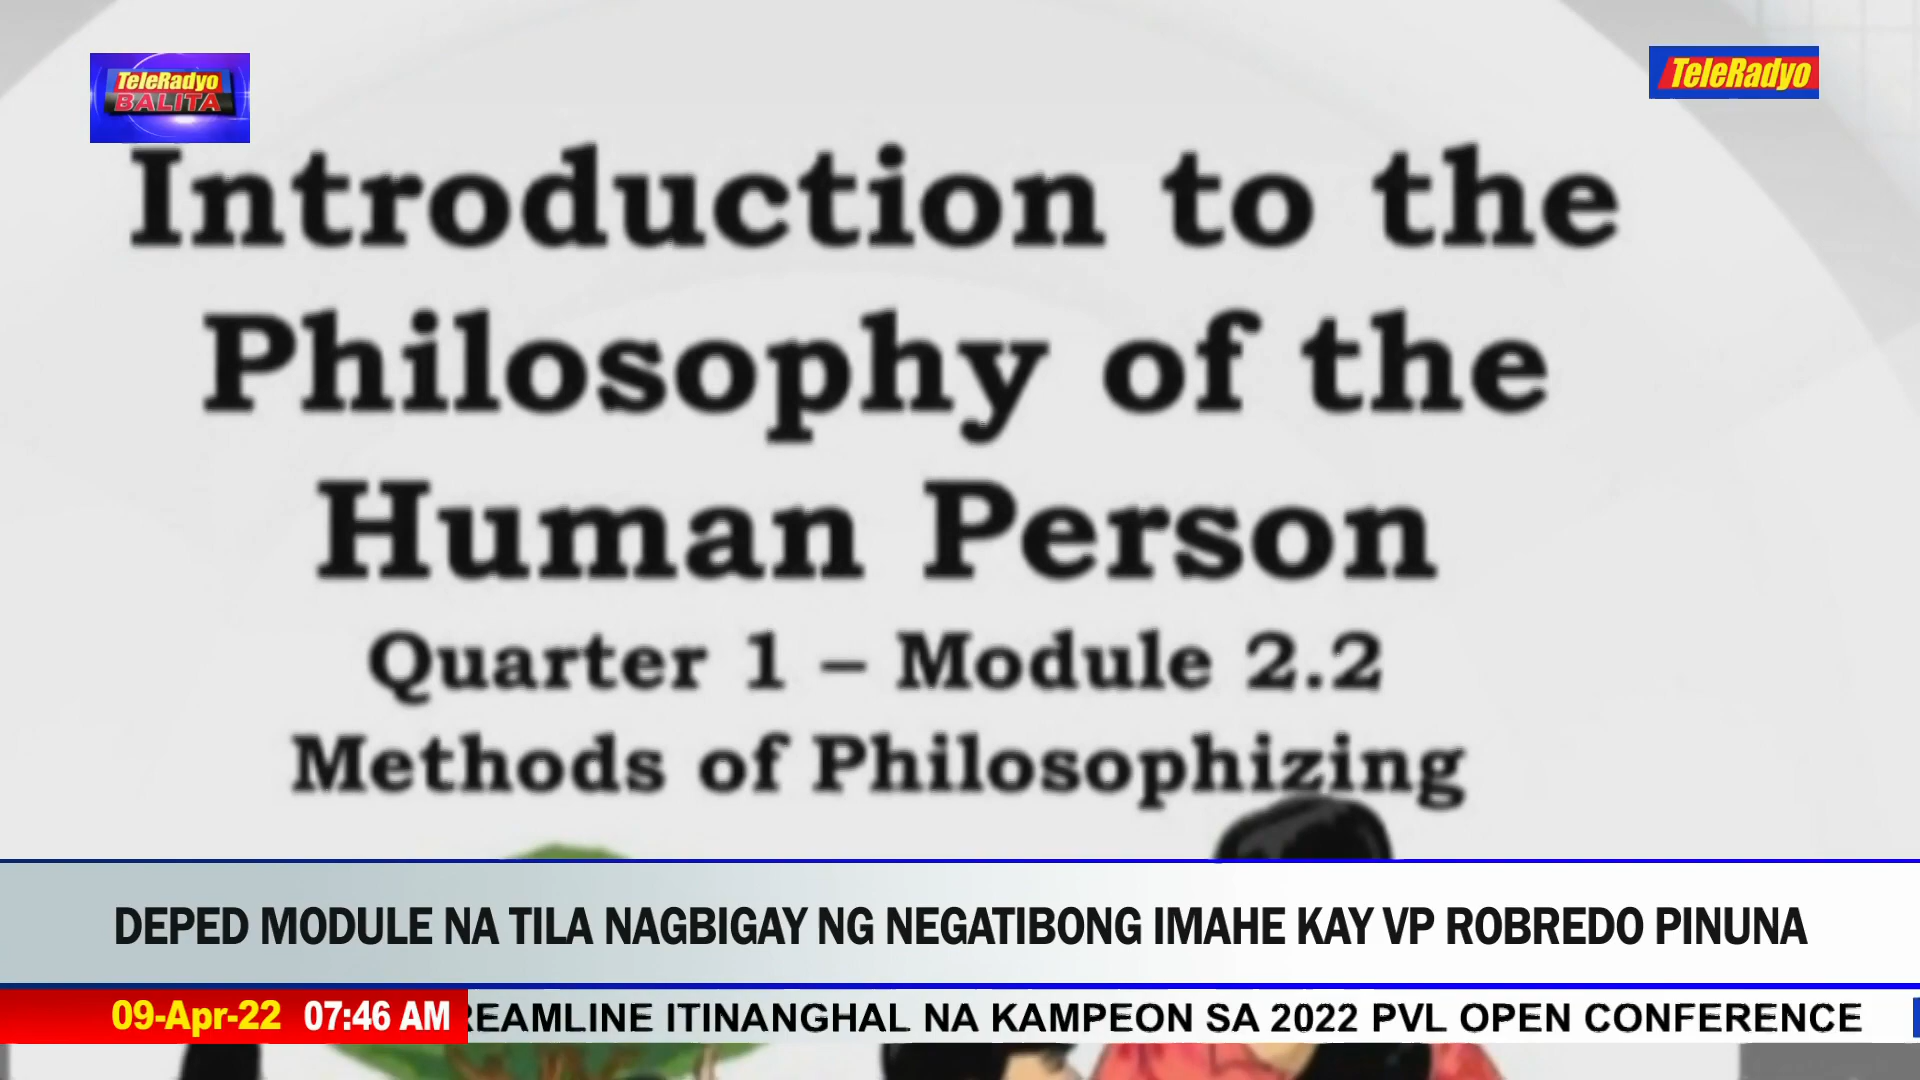 TeleRadyo
BALITA
TeleRadyo
Introduction to the
Philosophy of the
Human Person
Quarter 1 – Module 2.2
Methods of Philosophizing
DEPED MODULE NA TILA NAGBIGAY NG NEGATIBONG IMAHE KAY VP ROBREDO PINUNA
09-Apr-22 07:46 AM
REAMLINE ITINANGHAL NA KAMPEON SA 2022 PVL OPEN CONFERENCE